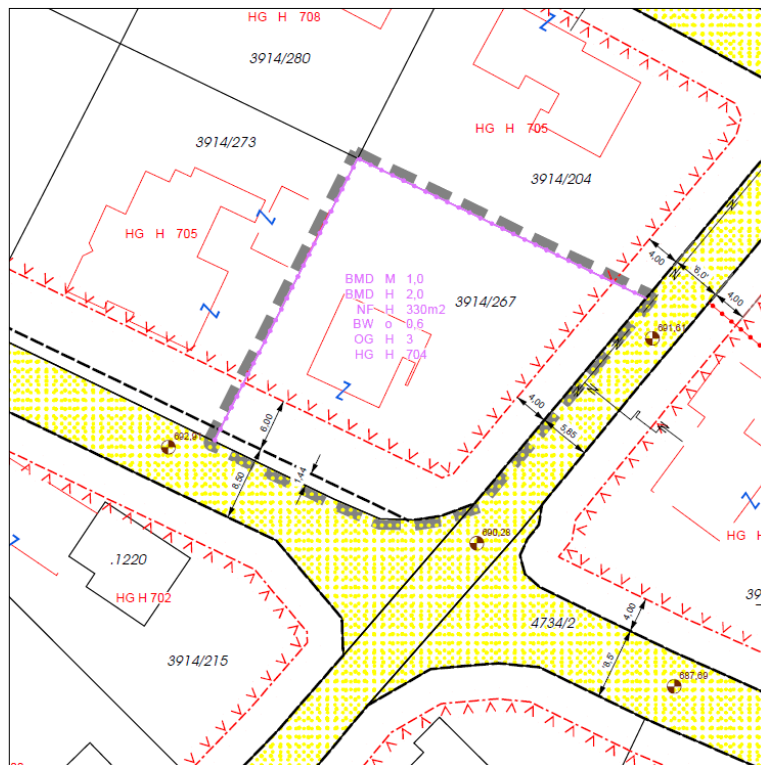 HG H 708
3914/280
HG H 705
3914/273
3914/204
HG H 705
4,00
6,0'
4,00
BMD M 1,0
BMD H 2,0
NF H 330m2
BW o 0,6
OG H 3
HG H 704
3914/267
691,61
4,00
5,85
6,00
692,91
8,50
1,44
690,28
HG H
.1220
HG H 702
4,00
4734/2
3914/215
'8,5'
687,69